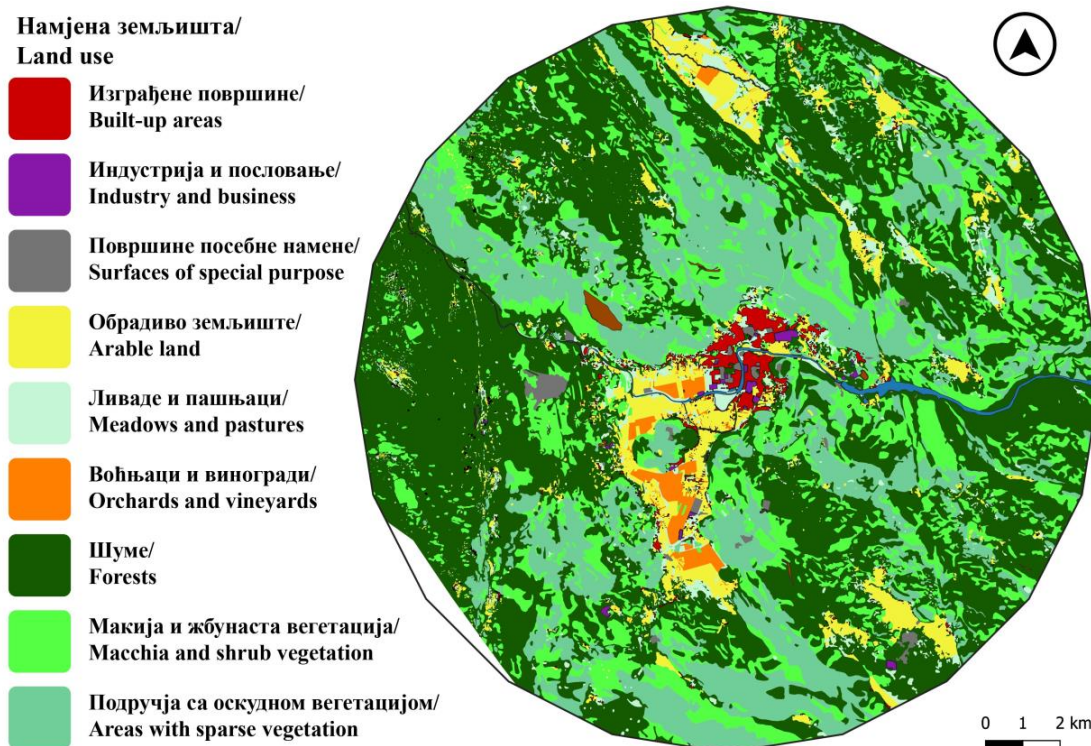 Намјена земљишта/
Land use
Изграђене површине/
Built-up areas
Индустрија и пословање/
Industry and business
Површине посебне намене/
Surfaces of special purpose
Обрадиво земљиште/
Arable land
Ливаде и пашњаци/
Meadows and pastures
Воћњаци и виногради/
Orchards and vineyards
Шуме/
Forests
Макија и жбунаста вегетација/
Macchia and shrub vegetation
Подручја са оскудном вегетацијом/
Areas with sparse vegetation
0 1 2 km